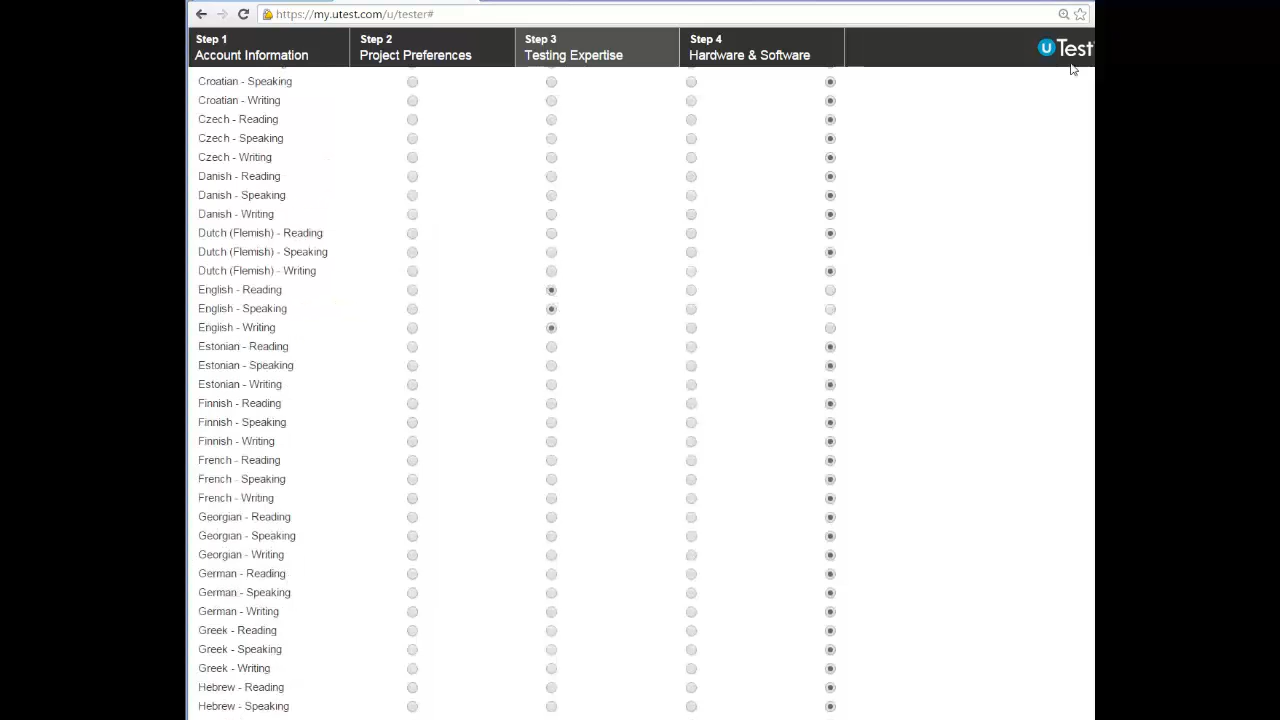 https://my.utest.com/u/tester#
Step 1
Account Information
Step 2
Project Preferences
Step 3
Testing Expertise
Step 4
Hardware & Software
uTest
Croatian - Speaking
Croatian - Writing
Czech - Reading
Czech - Speaking
Czech - Writing
Danish - Reading
Danish - Speaking
Danish - Writing
Dutch (Flemish) - Reading
Dutch (Flemish) - Speaking
Dutch (Flemish) - Writing
English - Reading
English - Speaking
English - Writing
Estonian - Reading
Estonian - Speaking
Estonian - Writing
Finnish - Reading
Finnish - Speaking
Finnish - Writing
French - Reading
French - Speaking
French - Writing
Georgian - Reading
Georgian - Speaking
Georgian - Writing
German - Reading
German - Speaking
German - Writing
Greek - Reading
Greek - Speaking
Greek - Writing
Hebrew - Reading
Hebrew - Speaking